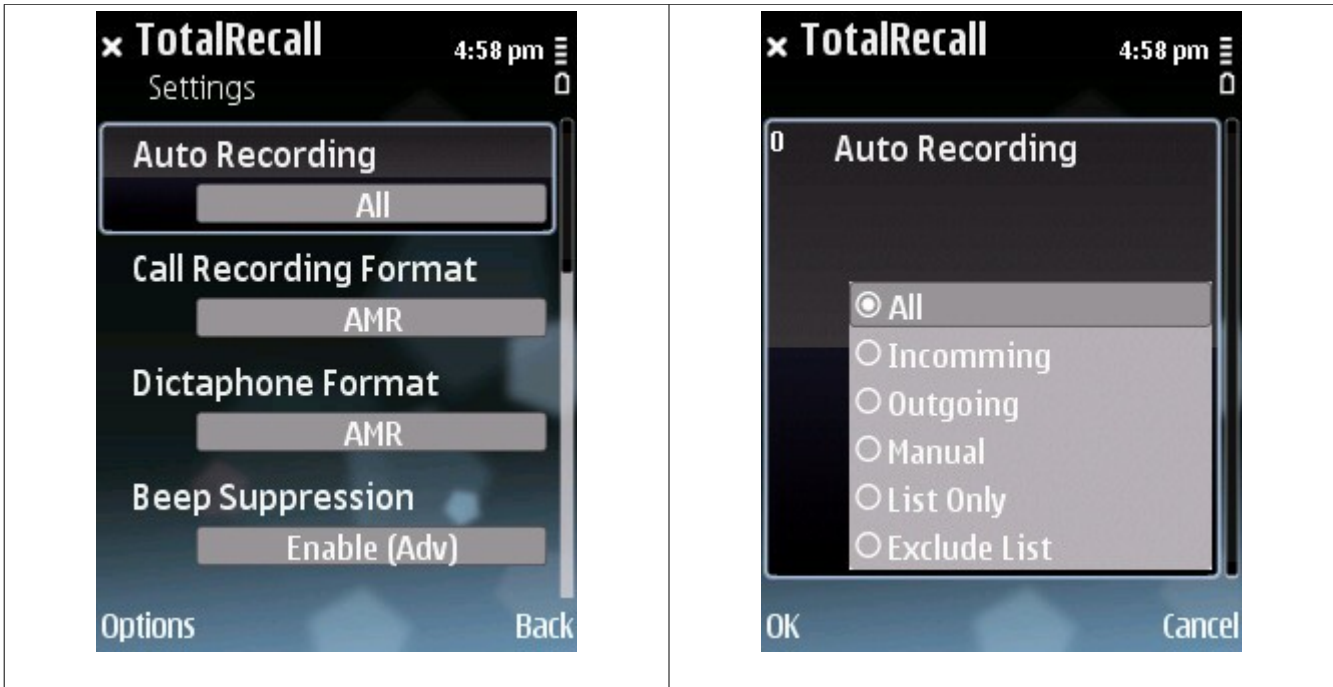 TotalRecall
4:58 pm
Settings
Auto Recording
All
Call Recording Format
AMR
Dictaphone Format
AMR
Beep Suppression
Enable (Adv)
Options
Back
TotalRecall
4:58 pm
0
Auto Recording
All
Incomming
Outgoing
Manual
List Only
Exclude List
OK
Cancel